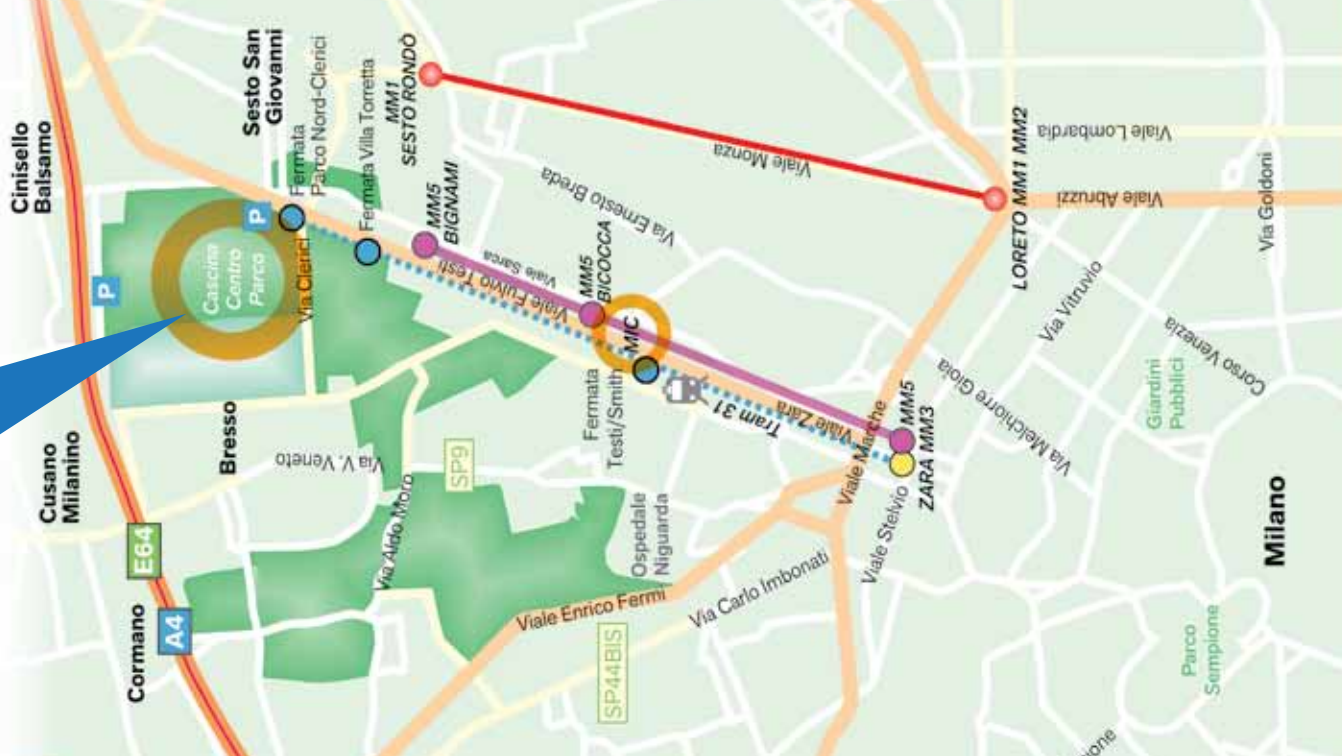 Cinisello
Balsamo
Cusano
Milanino
Cormano
E64
A4
P
Sesto San
Giovanni
Fermata
Parco Nord-Clerici
P
Cascina
Centro
Parco
Via Clerici
Fermata Villa Torretta
MM1
SESTO RONDÒ
Bresso
Via V. Veneto
Via Aldo Moro
SP9
MM5
BIGNAMI
Viale Sarca
Viale Fulvio Testi
Via Ernesto Breda
Viale Monza
MM5
BICOCCA
MIC
Fermata
Testi/Smith
Tram 31
Ospedale
Niguarda
Viale Enrico Fermi
SP44BIS
Via Carlo Imbonati
Viale Zara
Viale Marche
Viale Stelvio
MM5
ZARA MM3
LORETO MM1 MM2
Viale Lombardia
Viale Abruzzi
Via Goldoni
Via Vitruvio
Via Melchiorre Gioia
Corso Venezia
Giardini
Pubblici
Parco
Sempione
Milano